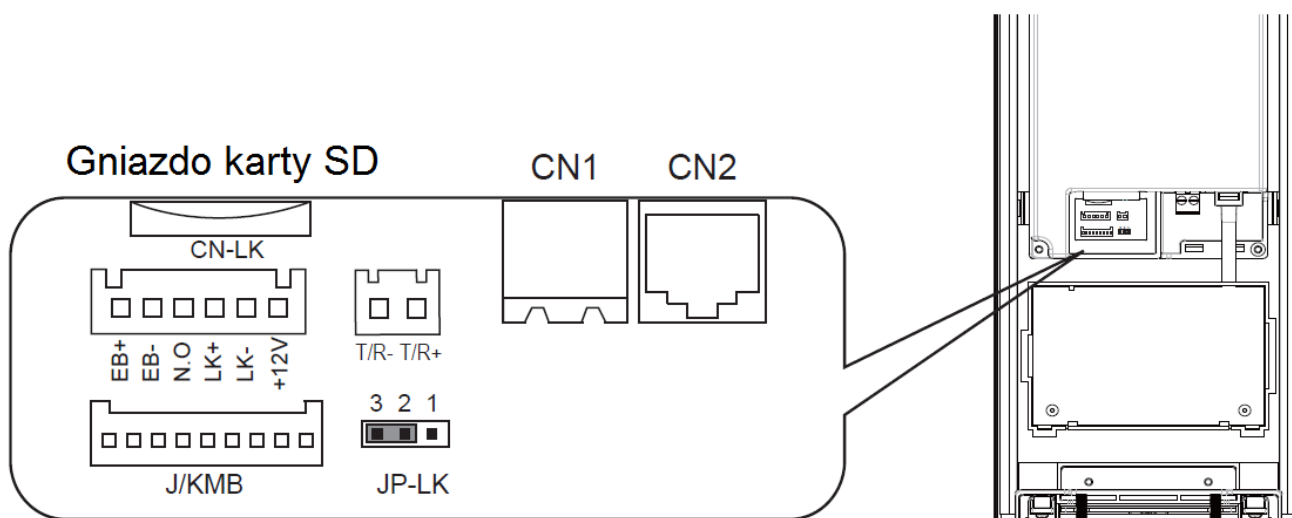 Gniazdo karty SD
CN1 CN2
CN-LK
EB+ EB- N.O LK+ LK- +12V
T/R- T/R+
3 2 1
J/KMB
JP-LK